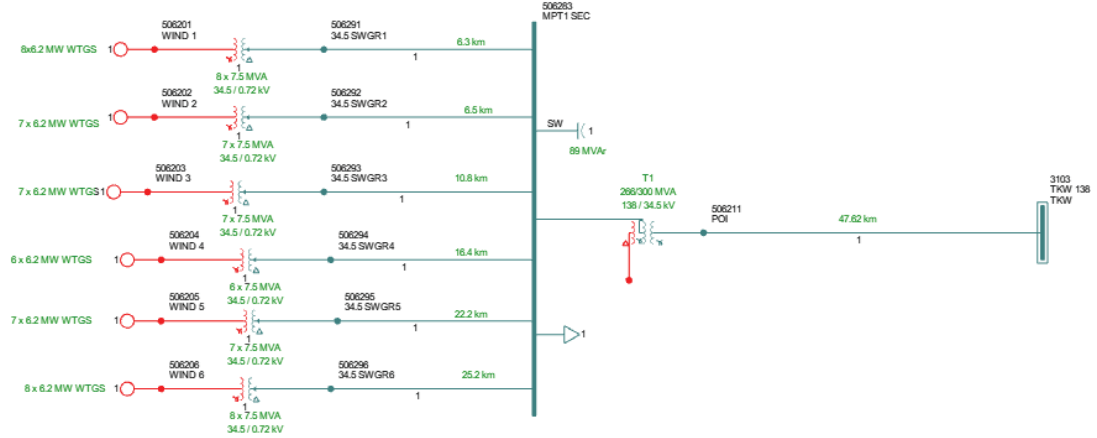 506283
MPT1 SEC
506201
WIND 1
506291
34.5 SWGR1
8x6.2 MW WTGS
1
6.3 km
1
1
8 x 7.5 MVA
34.5 / 0.72 kV
506202
WIND 2
506292
34.5 SWGR2
7 x 6.2 MW WTGS
1
6.5 km
1
1
7 x 7.5 MVA
34.5 / 0.72 kV
SW
1
89 MVAr
506203
WIND 3
506293
34.5 SWGR3
7 x 6.2 MW WTGS
1
10.8 km
1
1
7 x 7.5 MVA
34.5 / 0.72 kV
T1
266/300 MVA
138 / 34.5 kV
506211
POI
47.62 km
1
3103
TKW 138
TKW
506204
WIND 4
506294
34.5 SWGR4
6 x 6.2 MW WTGS
1
16.4 km
1
1
6 x 7.5 MVA
34.5 / 0.72 kV
506205
WIND 5
506295
34.5 SWGR5
7 x 6.2 MW WTGS
1
22.2 km
1
1
7 x 7.5 MVA
34.5 / 0.72 kV
1
506206
WIND 6
506296
34.5 SWGR6
8 x 6.2 MW WTGS
1
25.2 km
1
1
8 x 7.5 MVA
34.5 / 0.72 kV